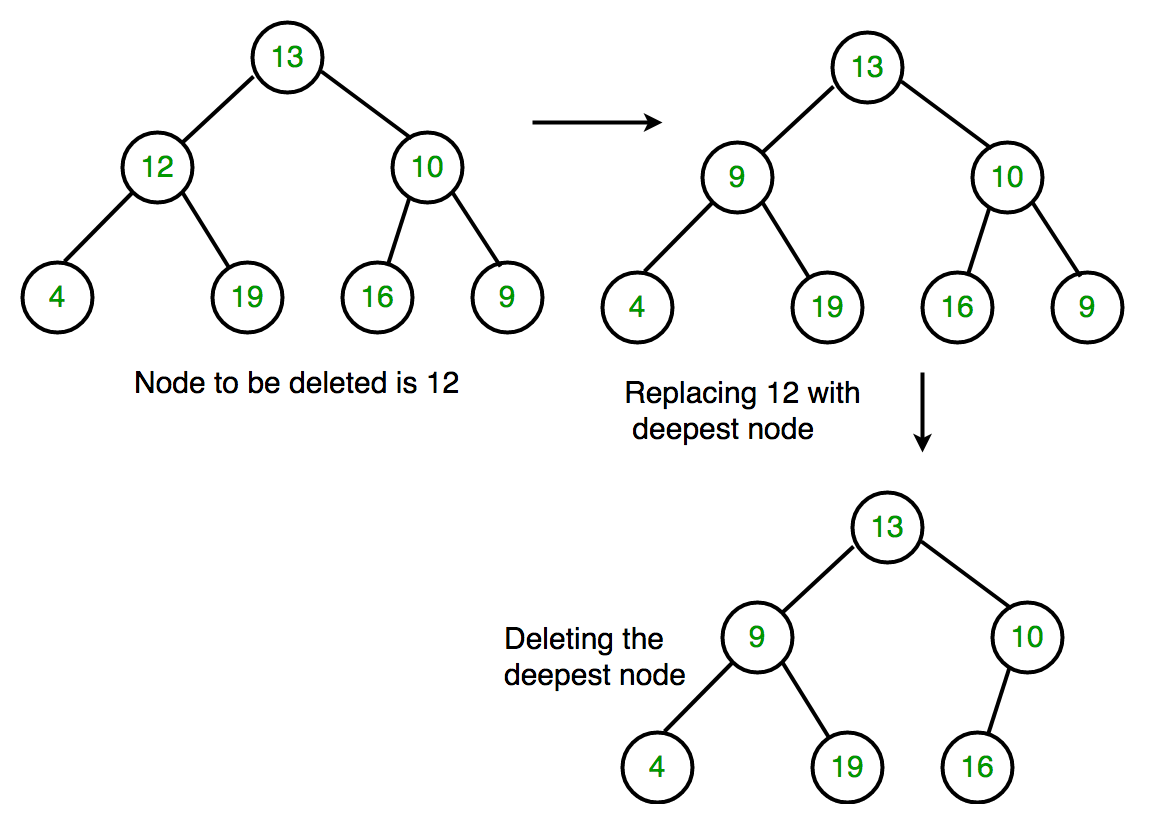 13
12 10
4 19 16 9
Node to be deleted is 12
13
9 10
4 19 16 9
Replacing 12 with
deepest node
13
9 10
4 19 16
Deleting the
deepest node